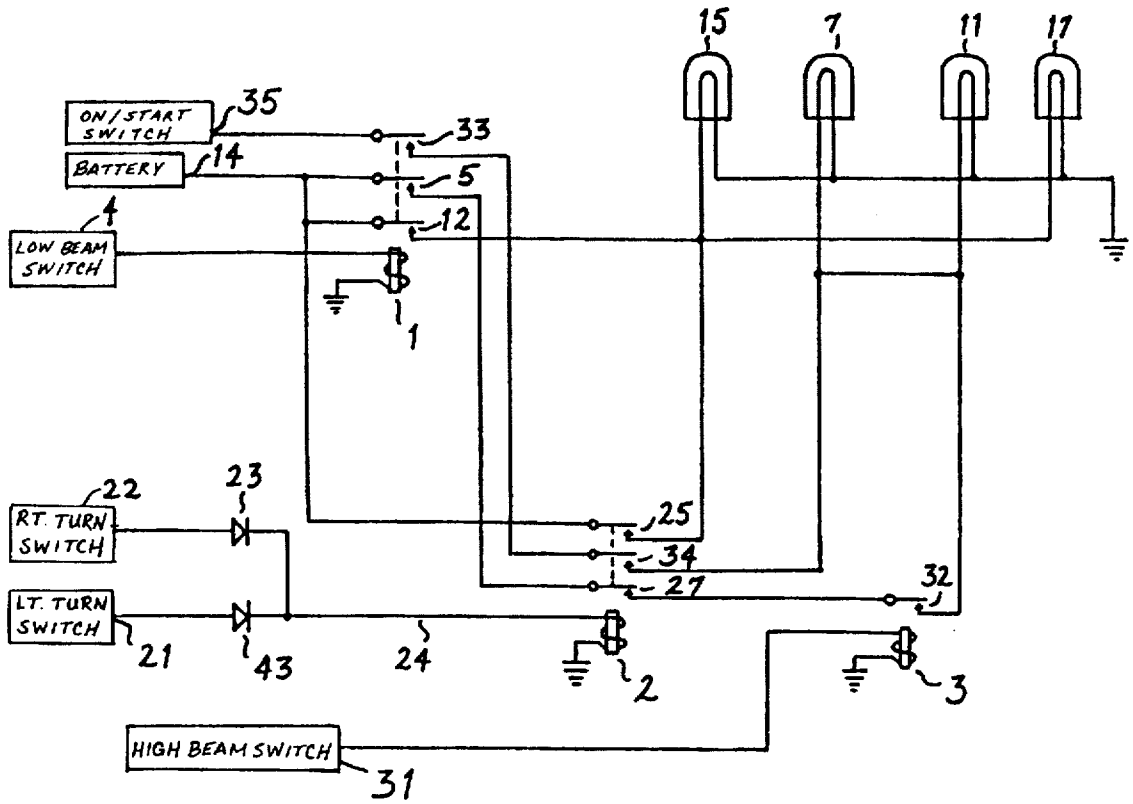 15 7 11 17
ON/START
SWITCH
35
33
BATTERY
14
5
4
12
LOW BEAM
SWITCH
1
22
23
RT. TURN
SWITCH
25
34
27
32
LT. TURN
SWITCH
21
43
24
2
3
HIGH BEAM SWITCH
31